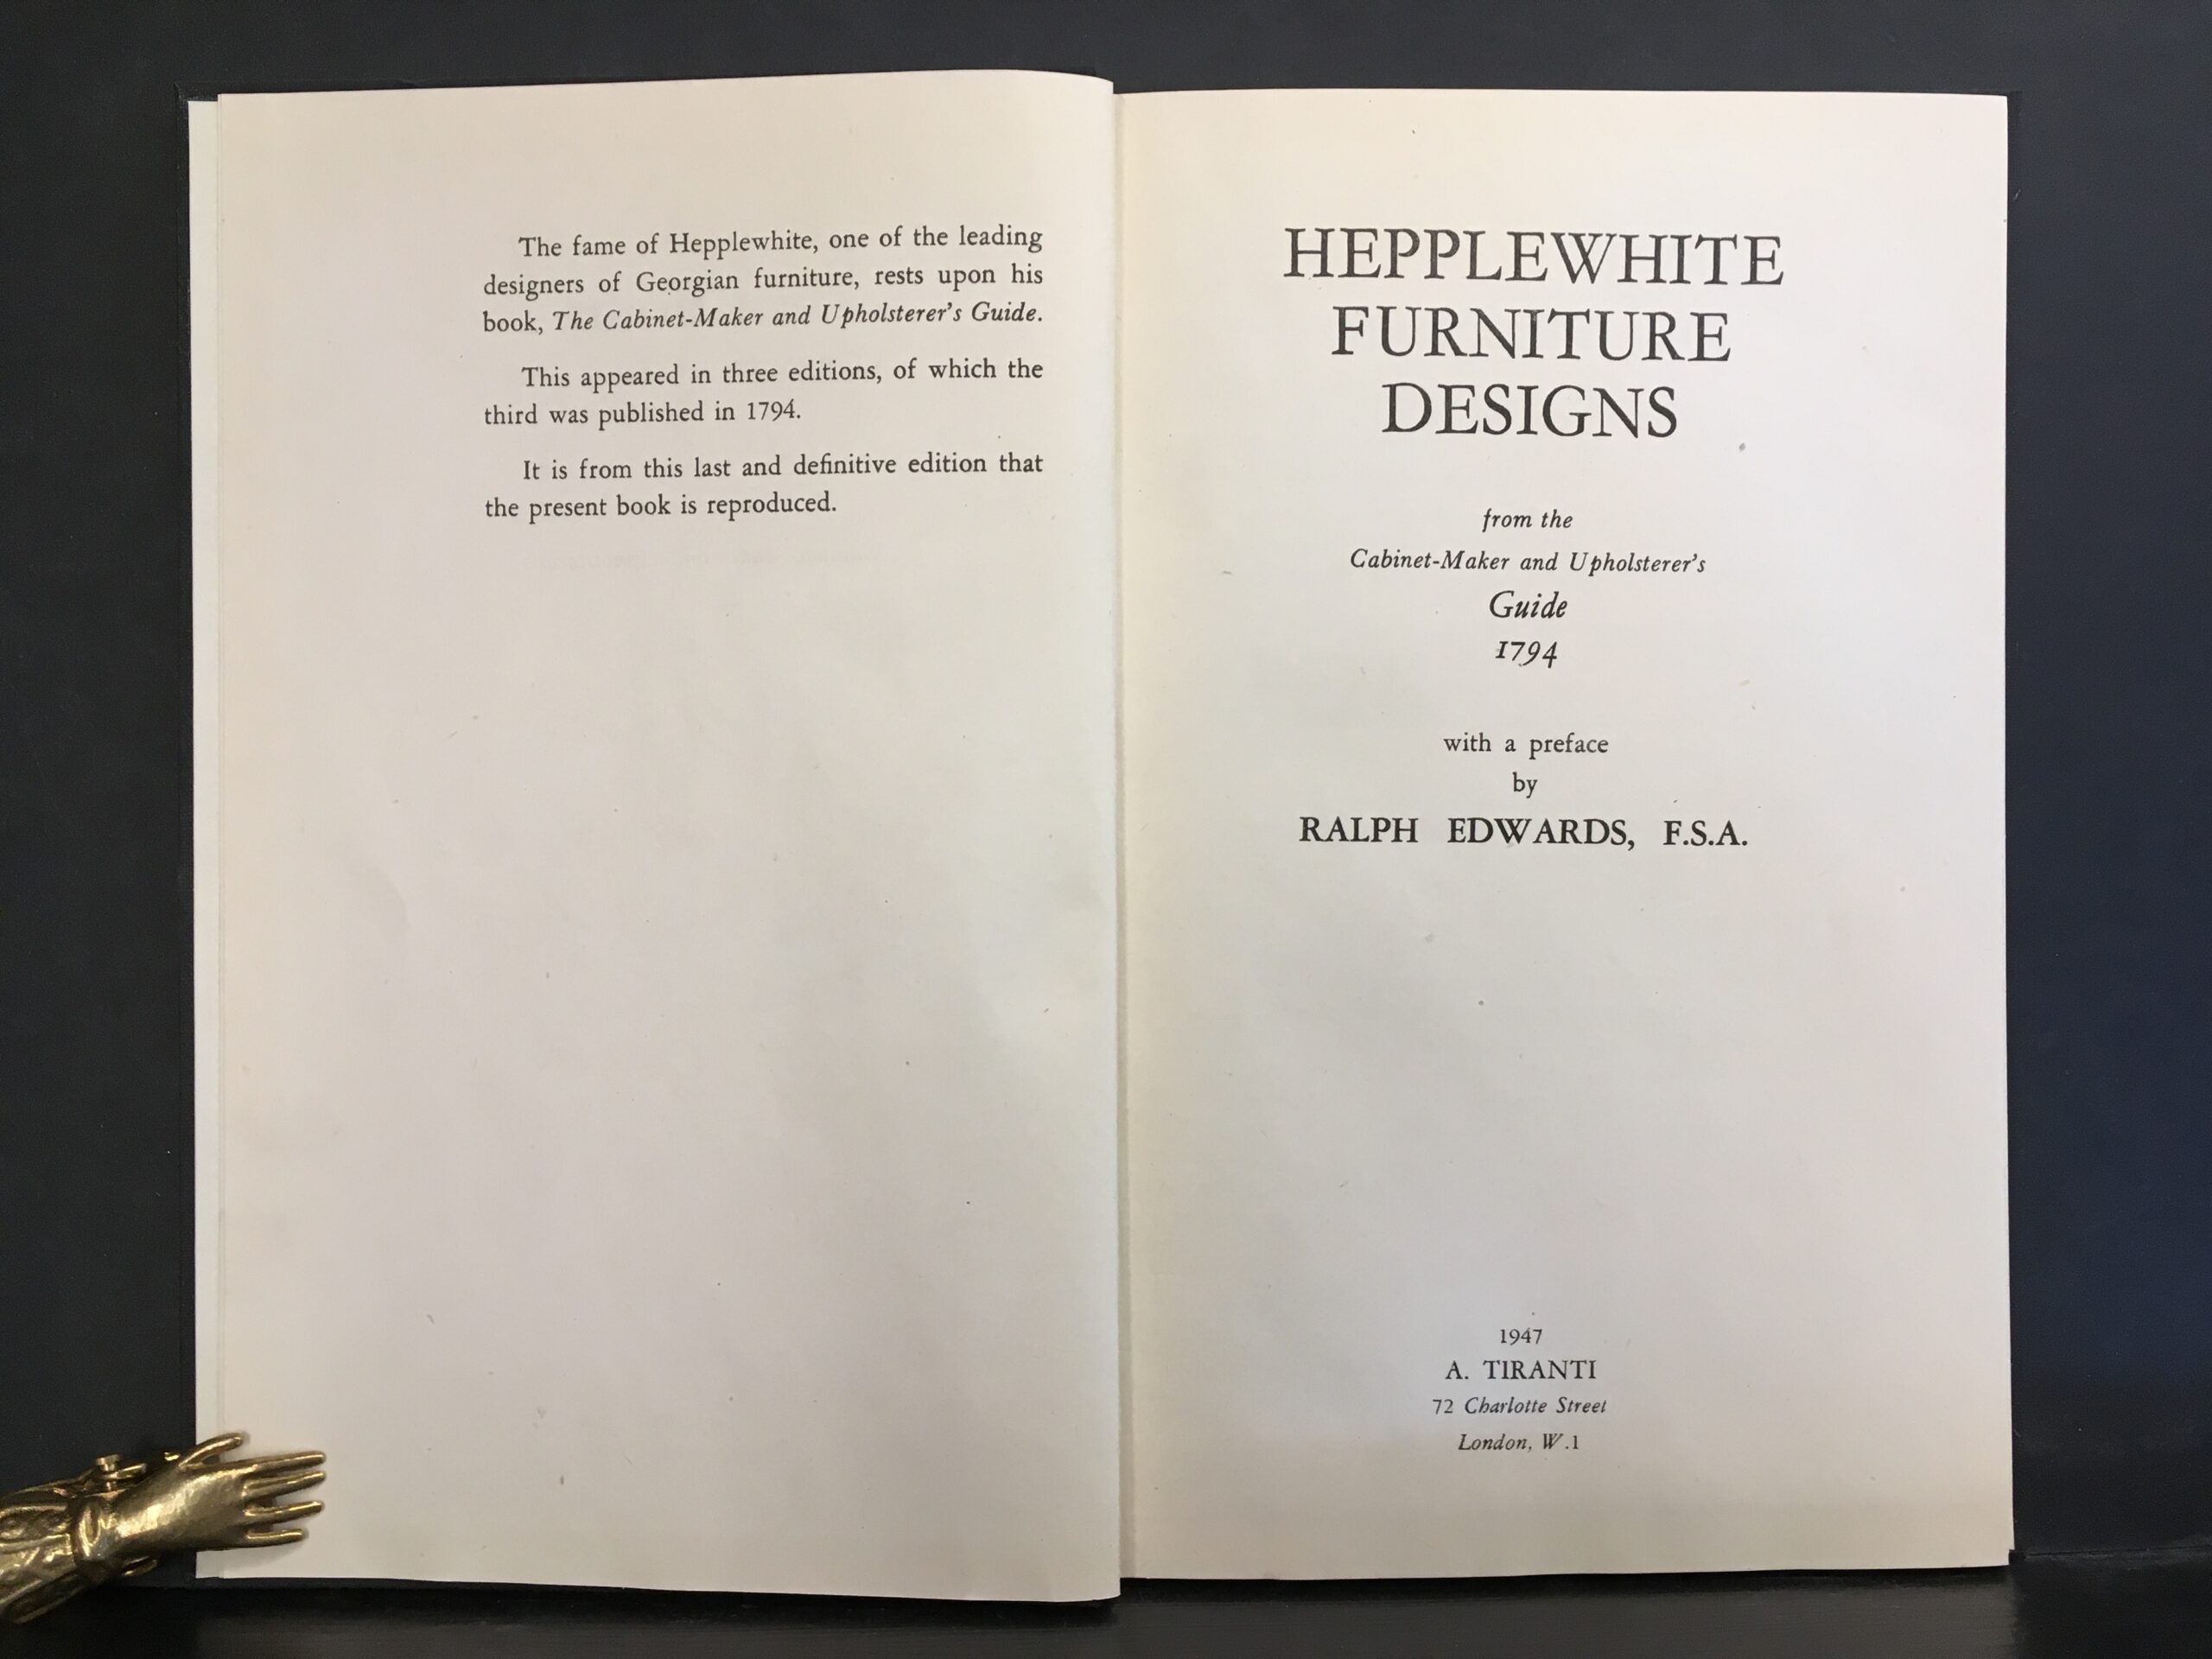 The fame of Hepplewhite, one of the leading
designers of Georgian furniture, rests upon his
book, The Cabinet-Maker and Upholsterer's Guide.
This appeared in three editions, of which the
third was published in 1794.
It is from this last and definitive edition that
the present book is reproduced.
HEPPLEWHITE
FURNITURE
DESIGNS
from the
Cabinet-Maker and Upholsterer's
Guide
1794
with a preface
by
RALPH EDWARDS, F.S.A.
1947
A. TIRANTI
72 Charlotte Street
London, W.1